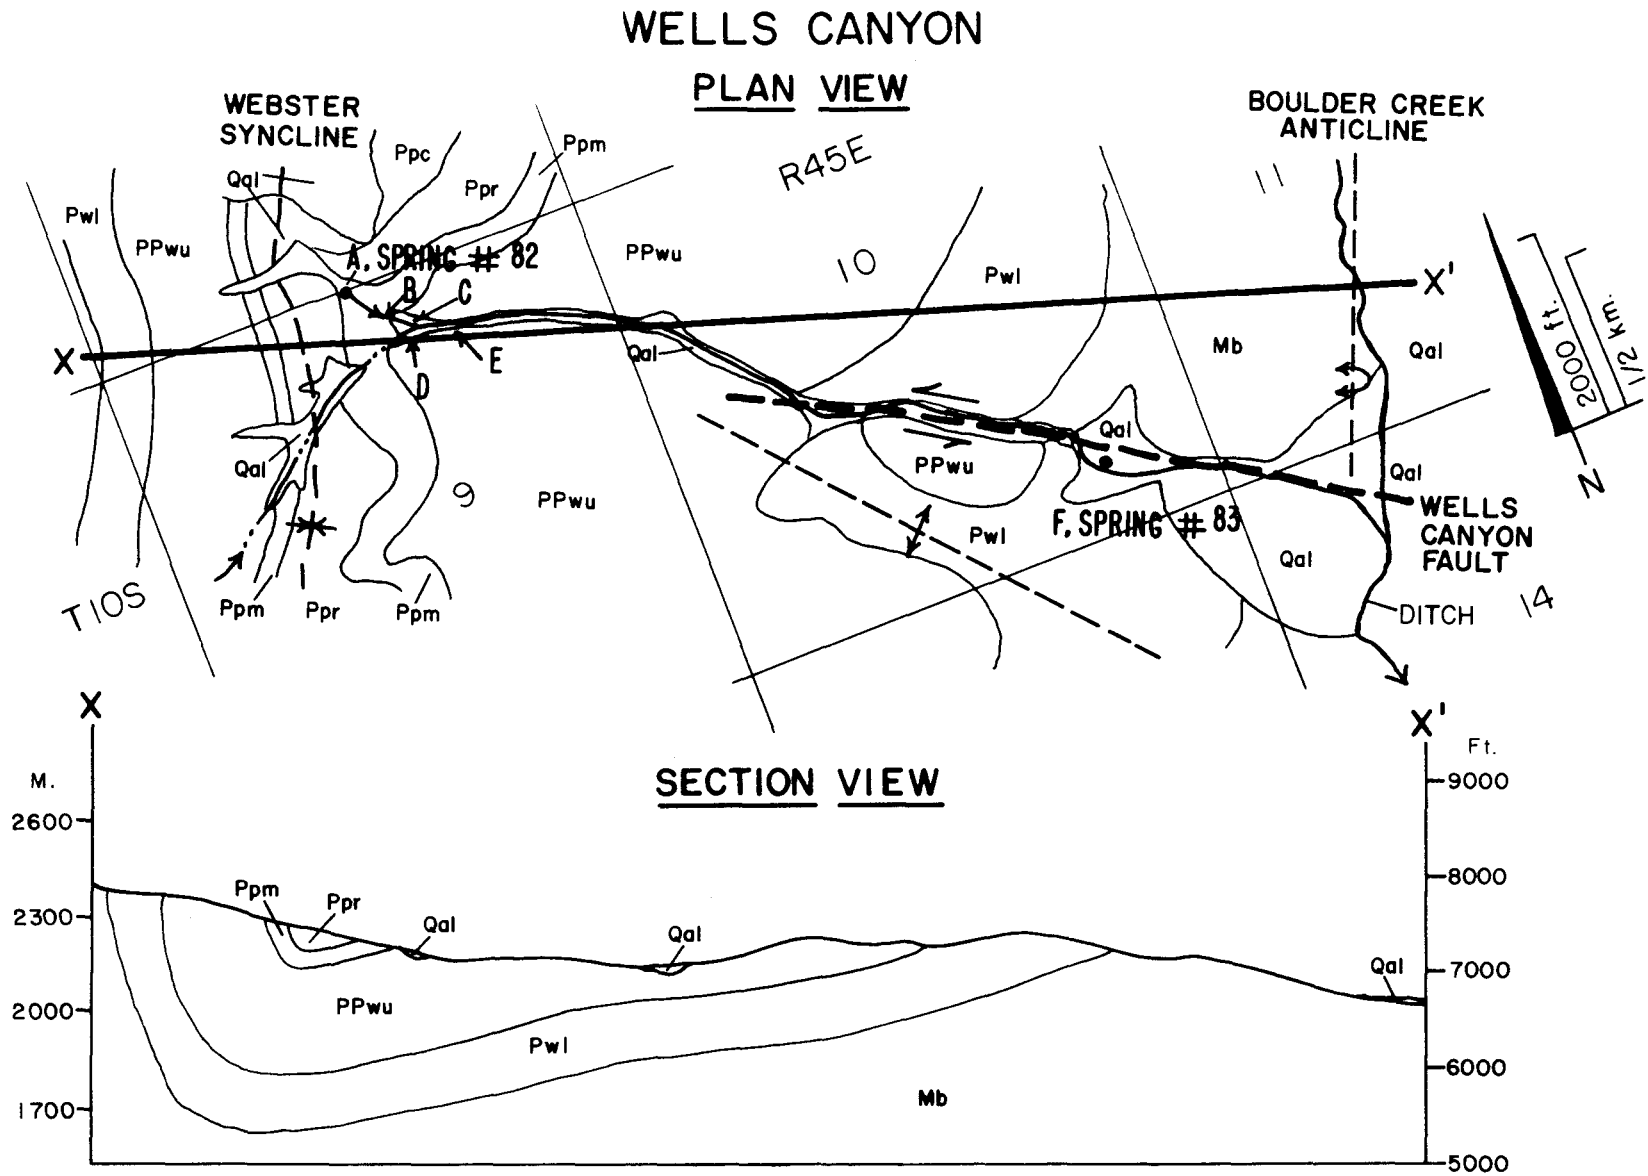 WELLS CANYON
PLAN VIEW
WEBSTER
SYNCLINE
BOULDER CREEK
ANTICLINE
Ppc
Ppm
R45E
11
Qal
Ppr
Pwl
PPwu
A. SPRING # 82
PPwu
10
Pwl
X'
B
C
2000 ft.
1/2 km.
X
Qal
E
Mb
Qal
D
Qal
PPwu
Qal
Qal
9
PPwu
N
WELLS
CANYON
FAULT
F. SPRING # 83
Pwl
Qal
T10S
Ppm
Ppr
Ppm
DITCH
14
X
X'
SECTION VIEW
M.
Ft.
9000
2600
8000
Ppm
Ppr
2300
Qal
Qal
Qal
7000
2000
PPwu
Pwl
6000
Mb
1700
5000